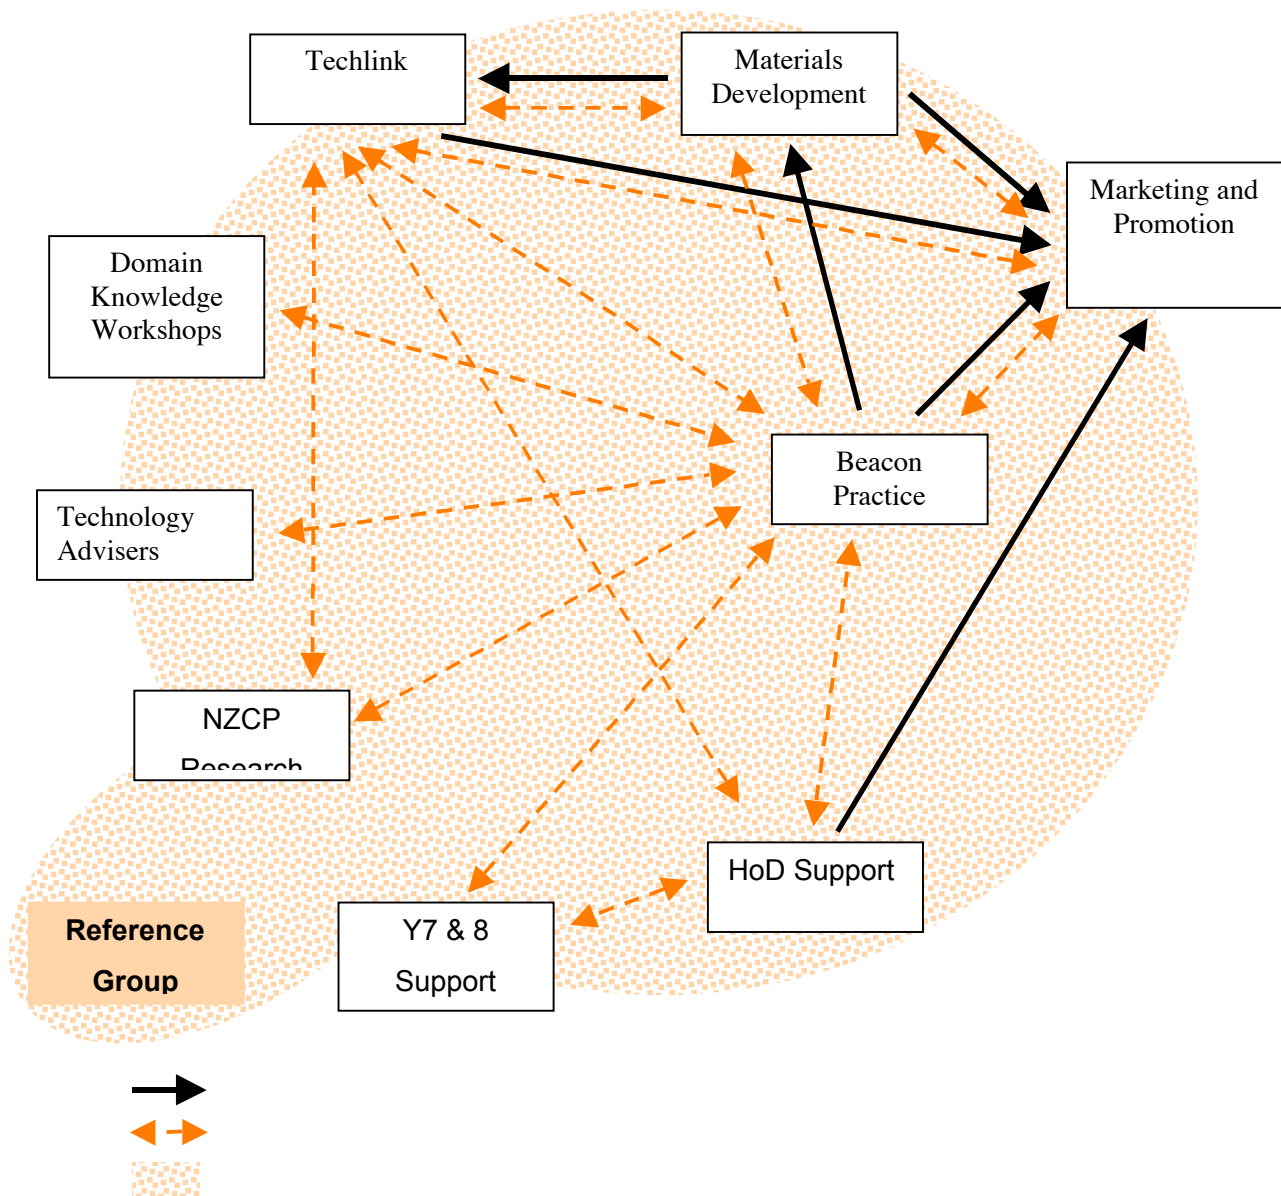 Techlink
Materials
Development
Marketing and
Promotion
Domain
Knowledge
Workshops
Beacon
Practice
Technology
Advisers
NZCP
Research
HoD Support
Y7 & 8
Support
Reference
Group